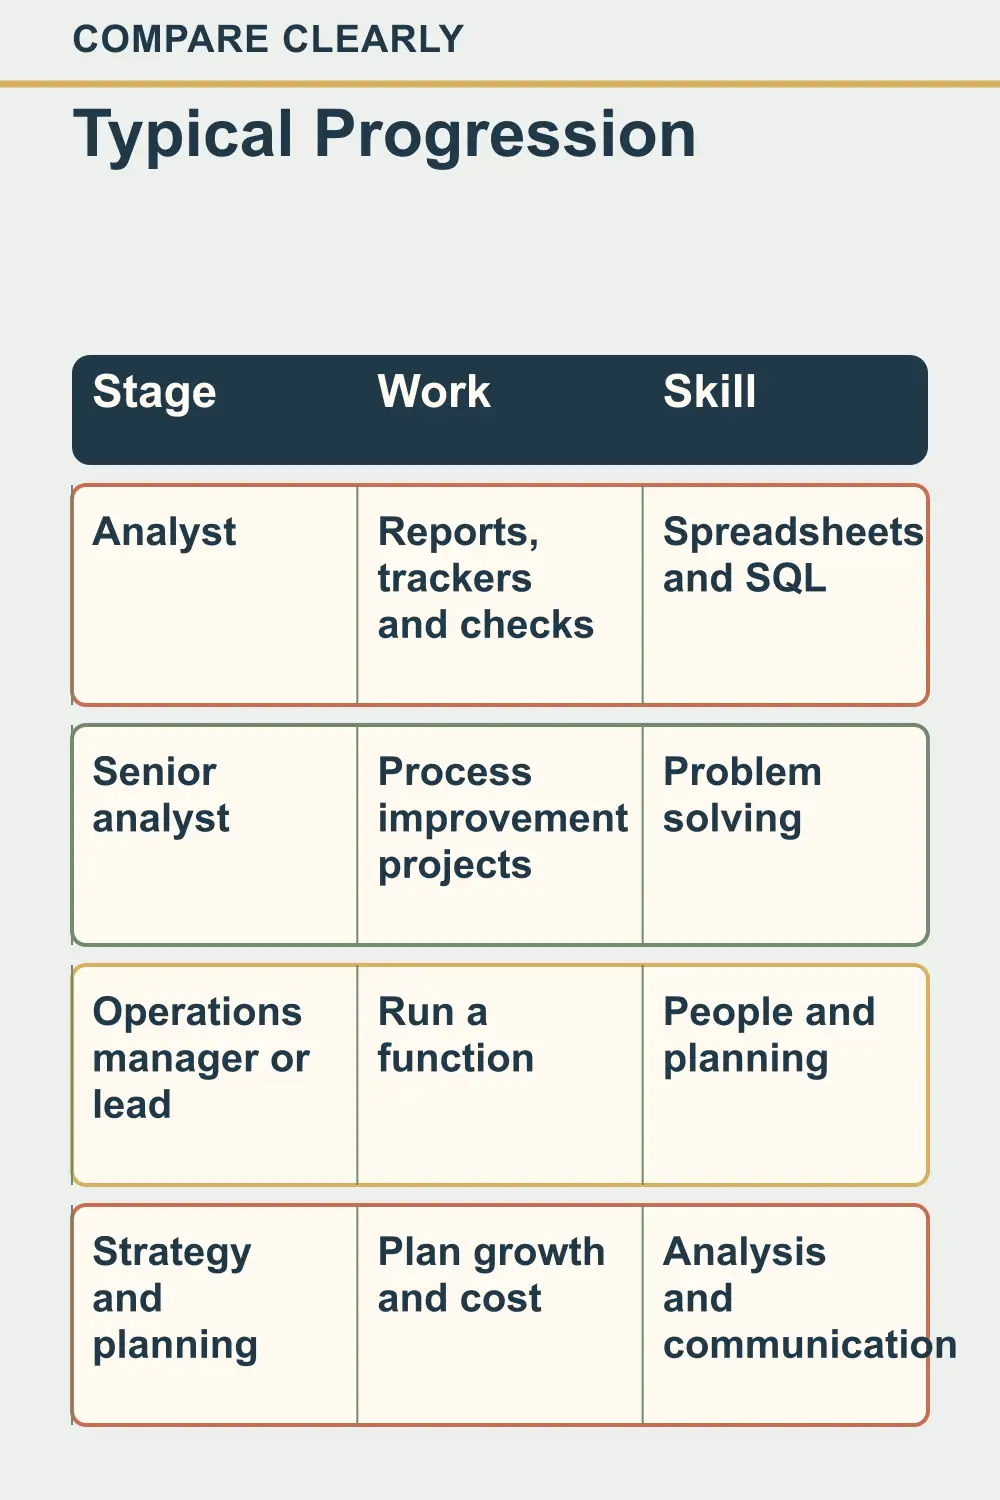 COMPARE CLEARLY
Typical Progression
Stage Work Skill
Analyst
Reports,
trackers
and checks
Spreadsheets
and SQL
Senior
analyst
Process
improvement
projects
Problem
solving
Operations
manager or
lead
Run a
function
People and
planning
Strategy
and
planning
Plan growth
and cost
Analysis
and
communication